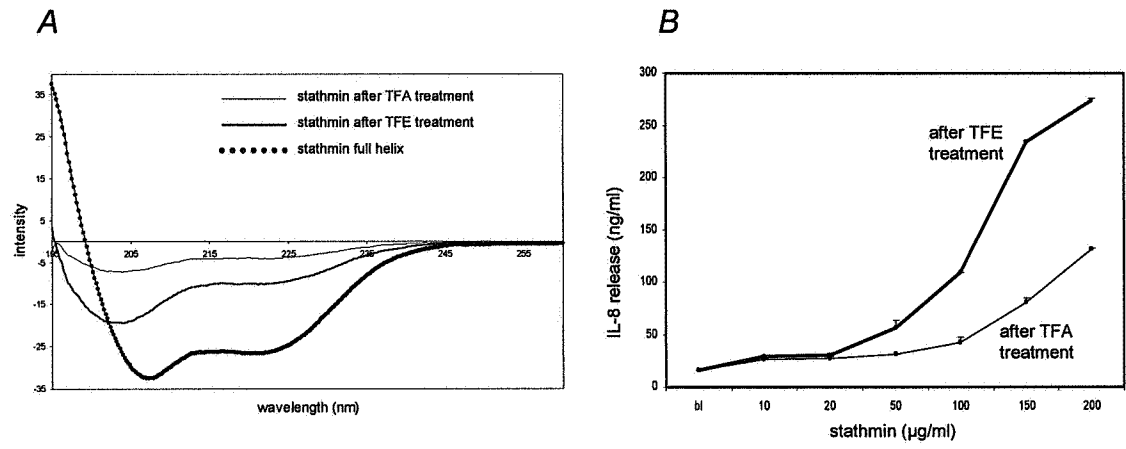 A
35
25
15
5
-5
-15
-25
-35
intensity
195
205
215
225
235
245
255
wavelength (nm)
stathmin after TFA treatment
stathmin after TFE treatment
stathmin full helix
B
300
250
200
150
100
50
0
IL-8 release (ng/ml)
after TFE
treatment
after TFA
treatment
bl
10
20
50
100
150
200
stathmin (µg/ml)